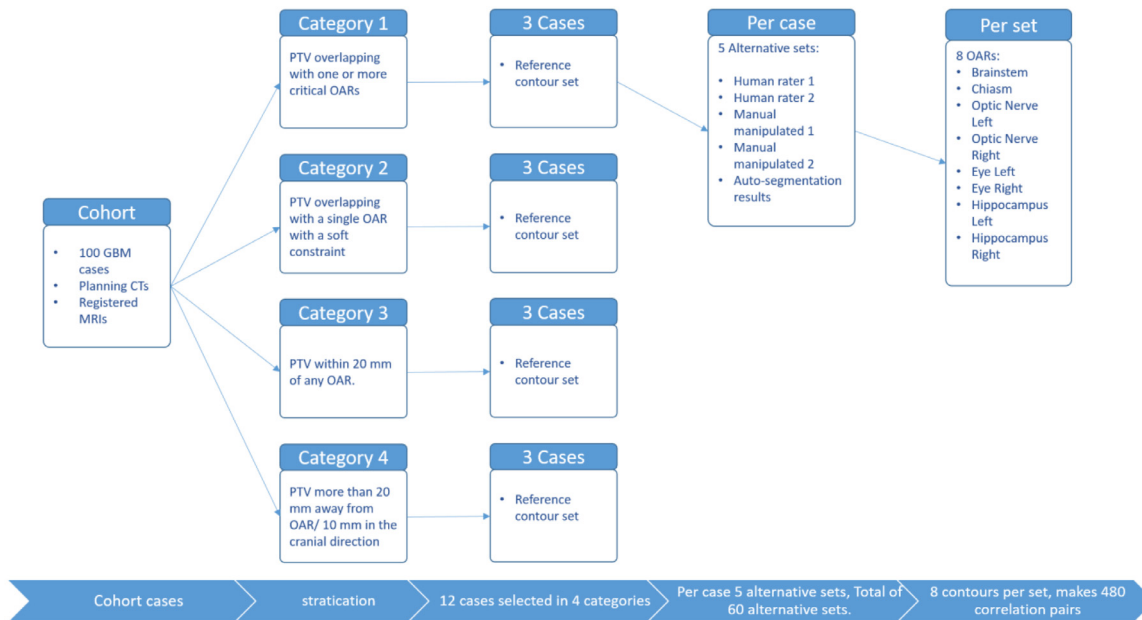 Cohort
• 100 GBM
cases
• Planning CTs
• Registered
MRIs
Category 1
PTV overlapping
with one or more
critical OARs
Category 2
PTV overlapping
with a single OAR
with a soft
constraint
Category 3
PTV within 20 mm
of any OAR.
Category 4
PTV more than 20
mm away from
OAR/ 10 mm in the
cranial direction
3 Cases
• Reference
contour set
3 Cases
• Reference
contour set
3 Cases
• Reference
contour set
3 Cases
• Reference
contour set
Per case
5 Alternative sets:
• Human rater 1
• Human rater 2
• Manual
manipulated 1
• Manual
manipulated 2
• Auto-segmentation
results
Per set
8 OARs:
• Brainstem
• Chiasm
• Optic Nerve
Left
• Optic Nerve
Right
• Eye Left
• Eye Right
• Hippocampus
Left
• Hippocampus
Right
Cohort cases
stratication
12 cases selected in 4 categories
Per case 5 alternative sets, Total of
60 alternative sets.
8 contours per set, makes 480
correlation pairs